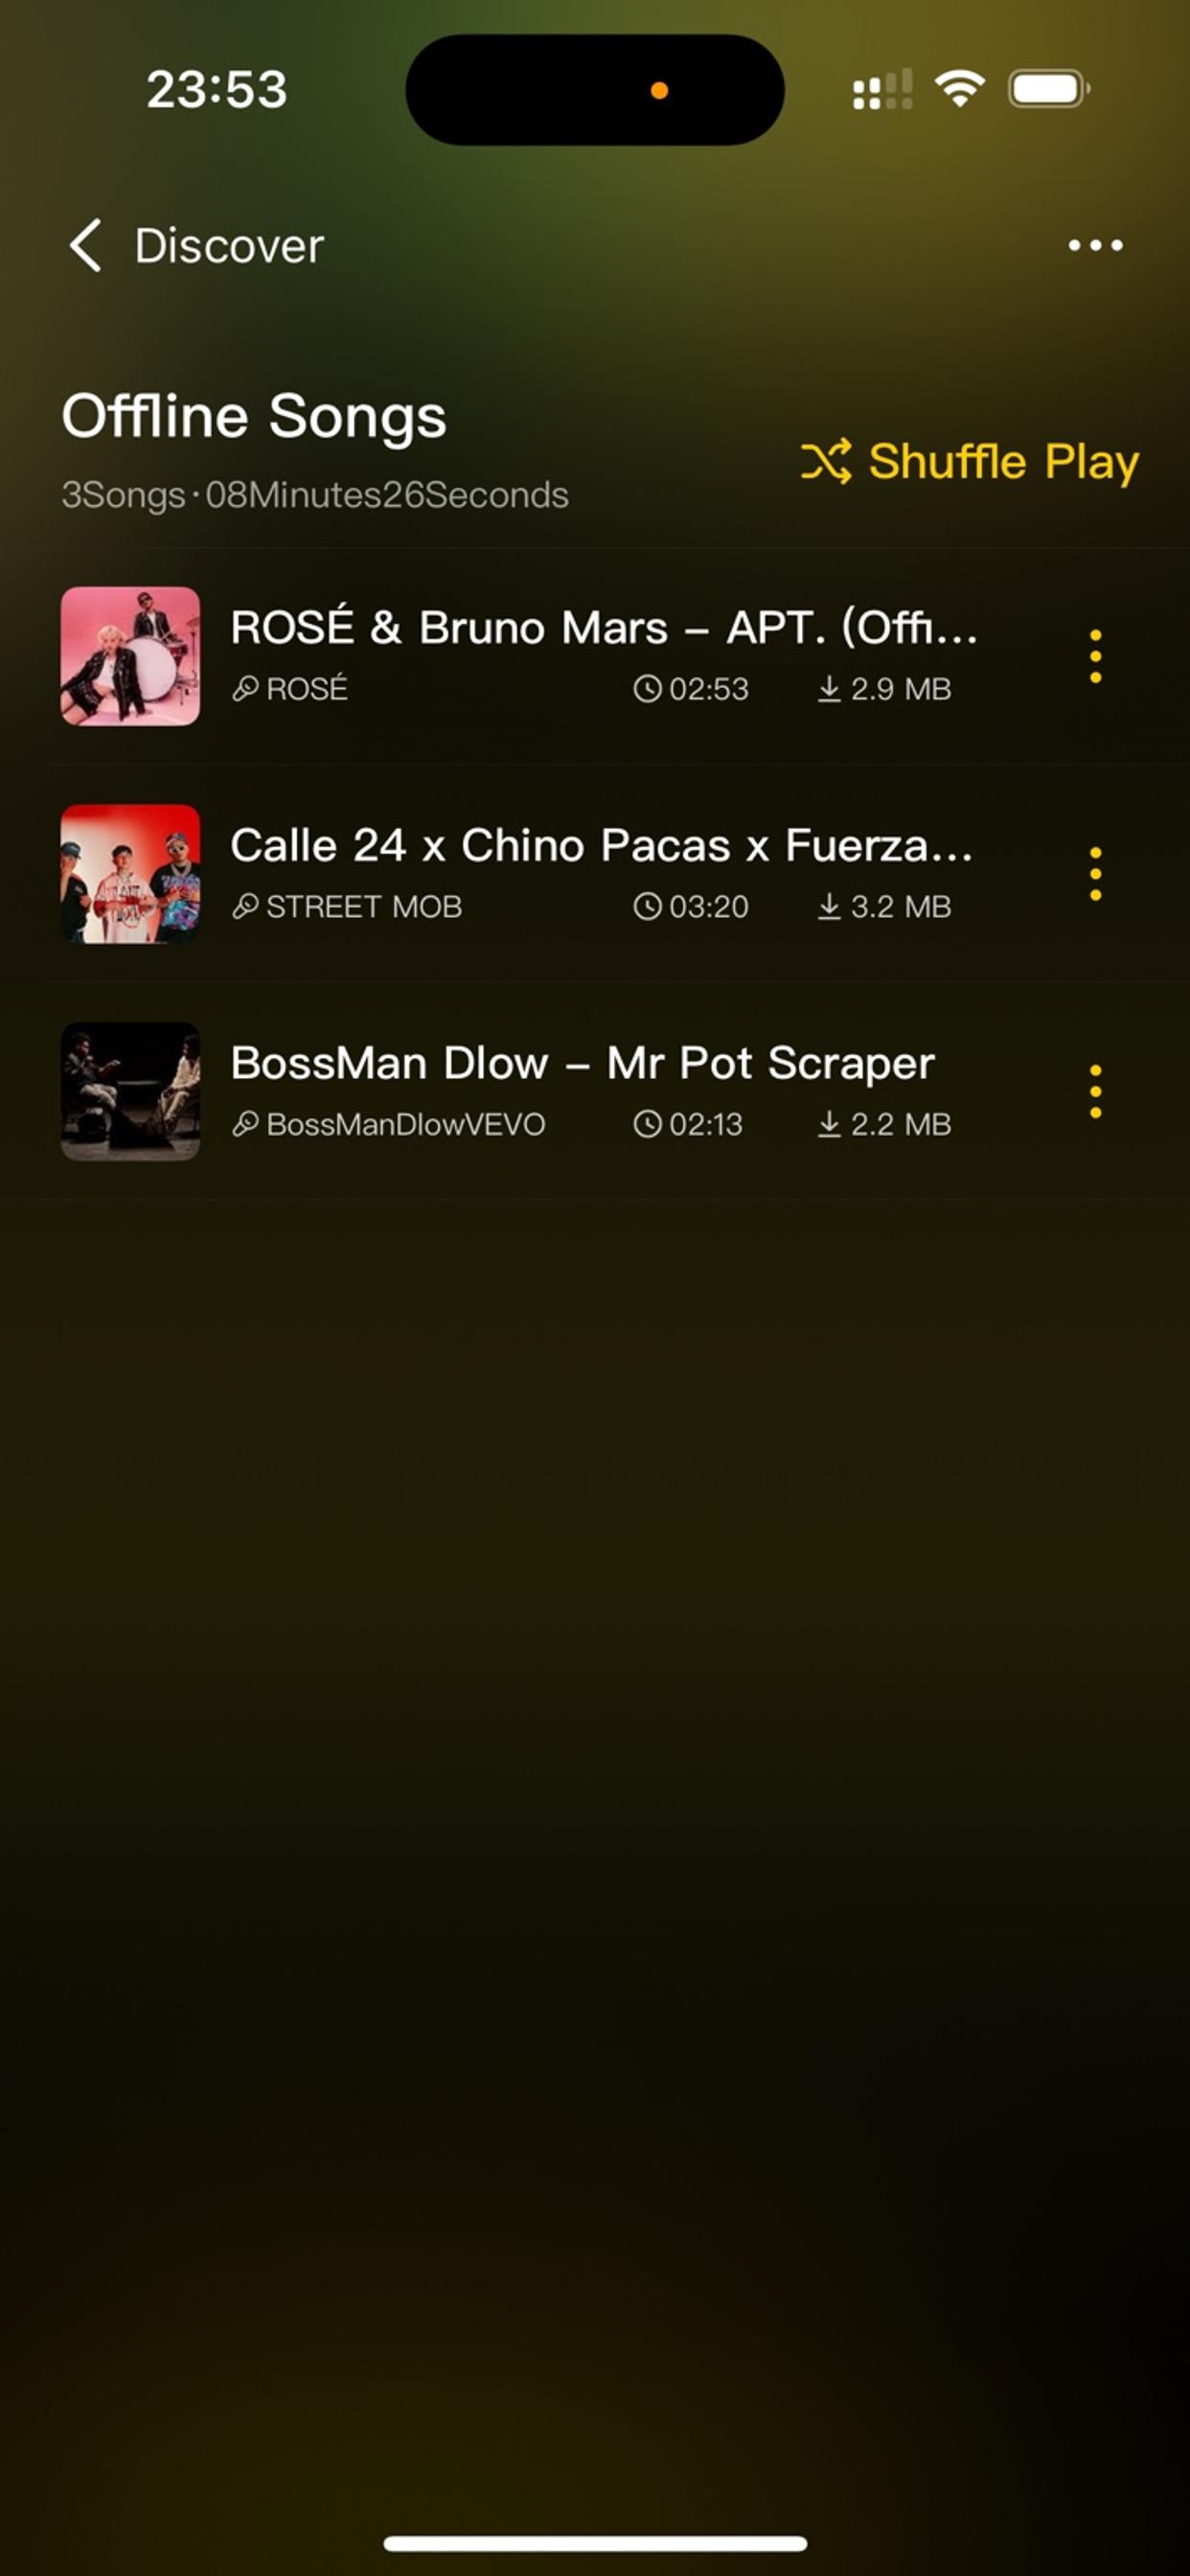 23:53
Discover
Offline Songs
3Songs·08Minutes26Seconds
Shuffle Play
ROSÉ & Bruno Mars – APT. (Offi...
ROSÉ 02:53 2.9 MB
Calle 24 x Chino Pacas x Fuerza...
STREET MOB 03:20 3.2 MB
BossMan Dlow – Mr Pot Scraper
BossManDlowVEVO 02:13 2.2 MB